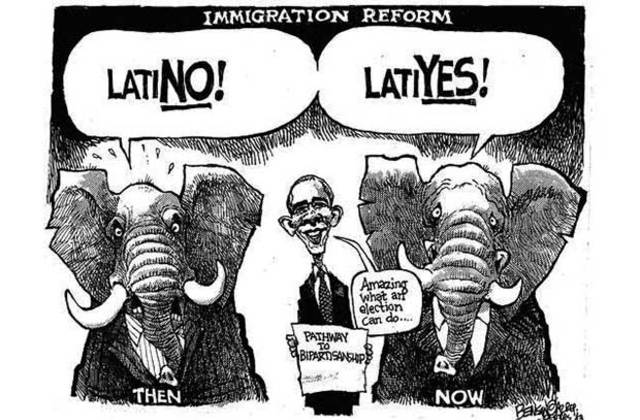 IMMIGRATION REFORM
LATINO!
LATIYES!
Amazing
what an
election
can do....
PATHWAY
TO
BIPARTISANSHIP
THEN
NOW